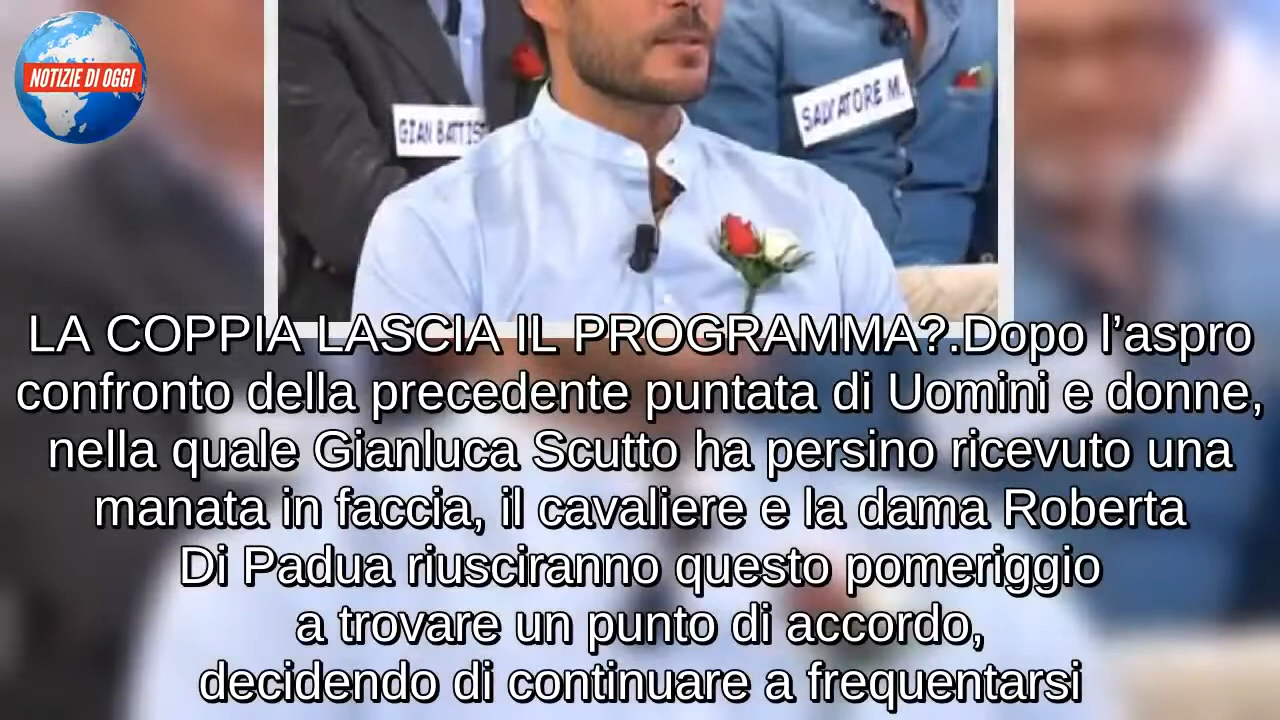 NOTIZIE DI OGGI
GIAN BATTIST
SALVATORE M.
LA COPPIA LASCIA IL PROGRAMMA?.Dopo l’aspro
confronto della precedente puntata di Uomini e donne,
nella quale Gianluca Scutto ha persino ricevuto una
manata in faccia, il cavaliere e la dama Roberta
Di Padua riusciranno questo pomeriggio
a trovare un punto di accordo,
decidendo di continuare a frequentarsi